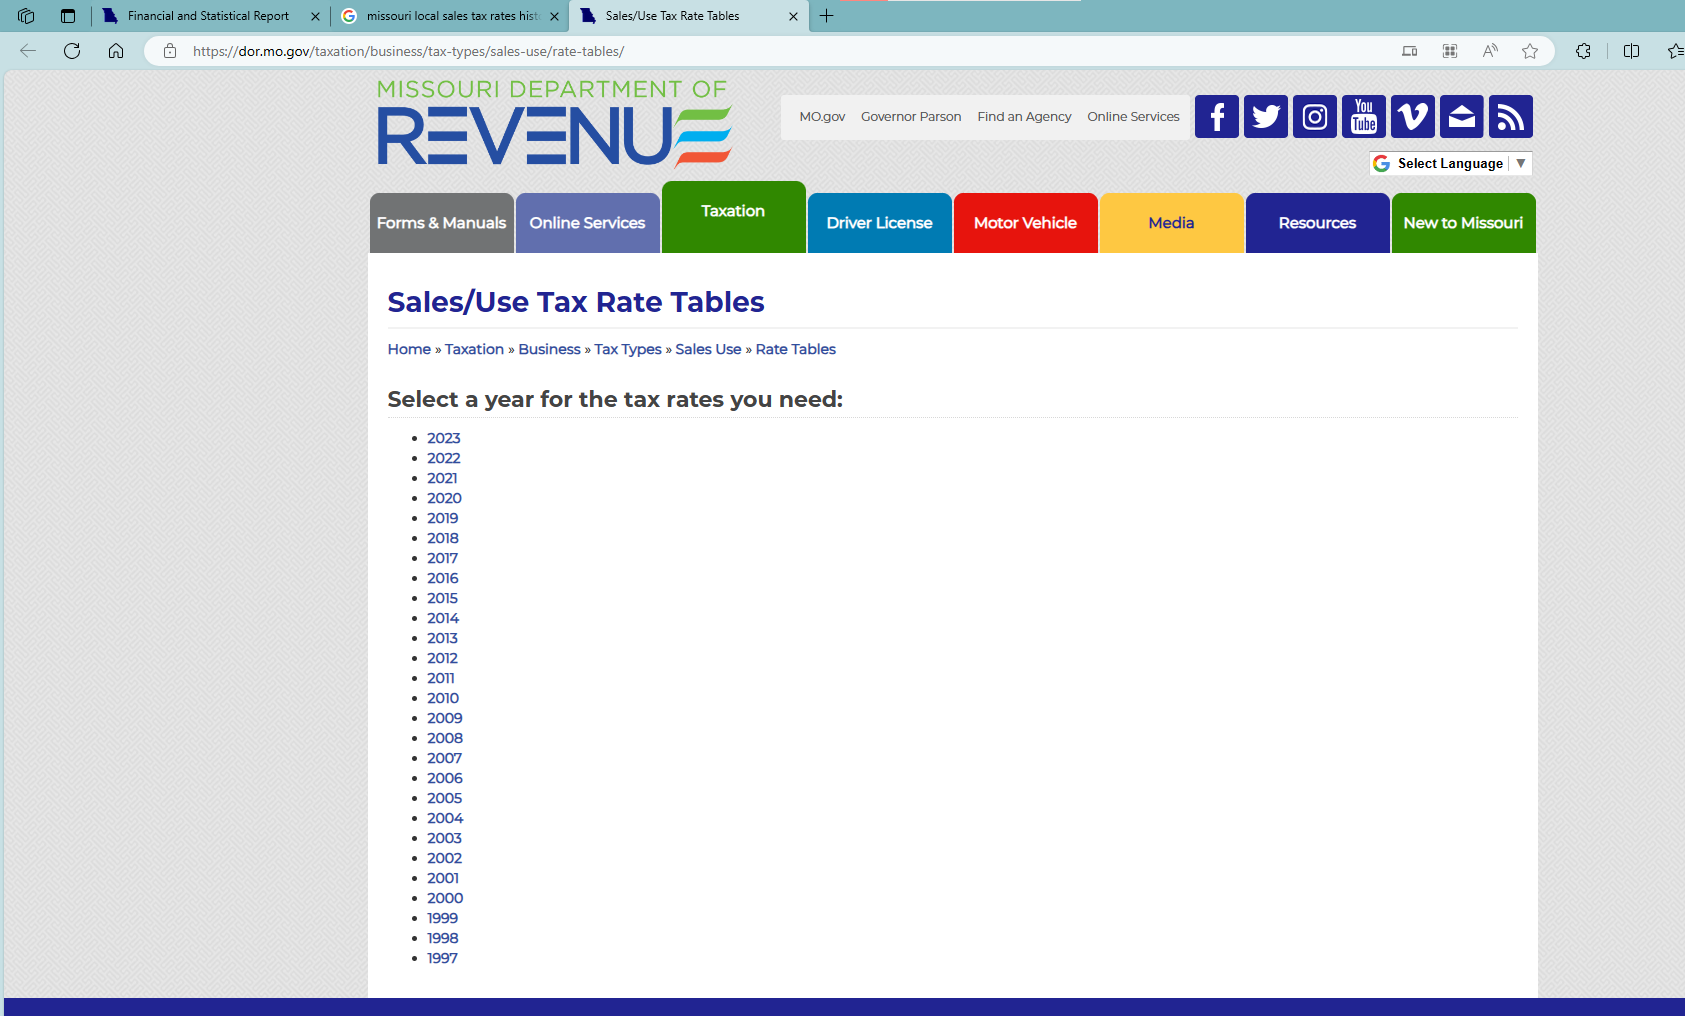 Financial and Statistical Report
missouri local sales tax rates hist
Sales/Use Tax Rate Tables
https://dor.mo.gov/taxation/business/tax-types/sales-use/rate-tables/
MISSOURI DEPARTMENT OF
REVENUE
MO.gov Governor Parson Find an Agency Online Services
You
Tube
Select Language ▼
Forms & Manuals Online Services Taxation Driver License Motor Vehicle Media Resources New to Missouri
Sales/Use Tax Rate Tables
Home » Taxation » Business » Tax Types » Sales Use » Rate Tables
Select a year for the tax rates you need:
• 2023
• 2022
• 2021
• 2020
• 2019
• 2018
• 2017
• 2016
• 2015
• 2014
• 2013
• 2012
• 2011
• 2010
• 2009
• 2008
• 2007
• 2006
• 2005
• 2004
• 2003
• 2002
• 2001
• 2000
• 1999
• 1998
• 1997